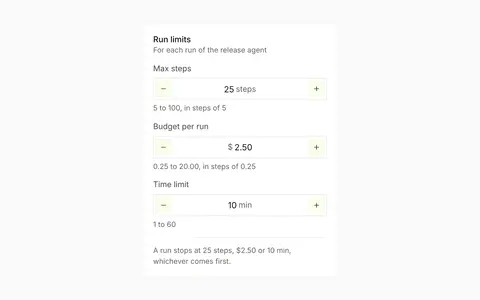 Run limits
For each run of the release agent
Max steps
− 25 steps +
5 to 100, in steps of 5
Budget per run
− $ 2.50 +
0.25 to 20.00, in steps of 0.25
Time limit
− 10 min +
1 to 60
A run stops at 25 steps, $2.50 or 10 min,
whichever comes first.